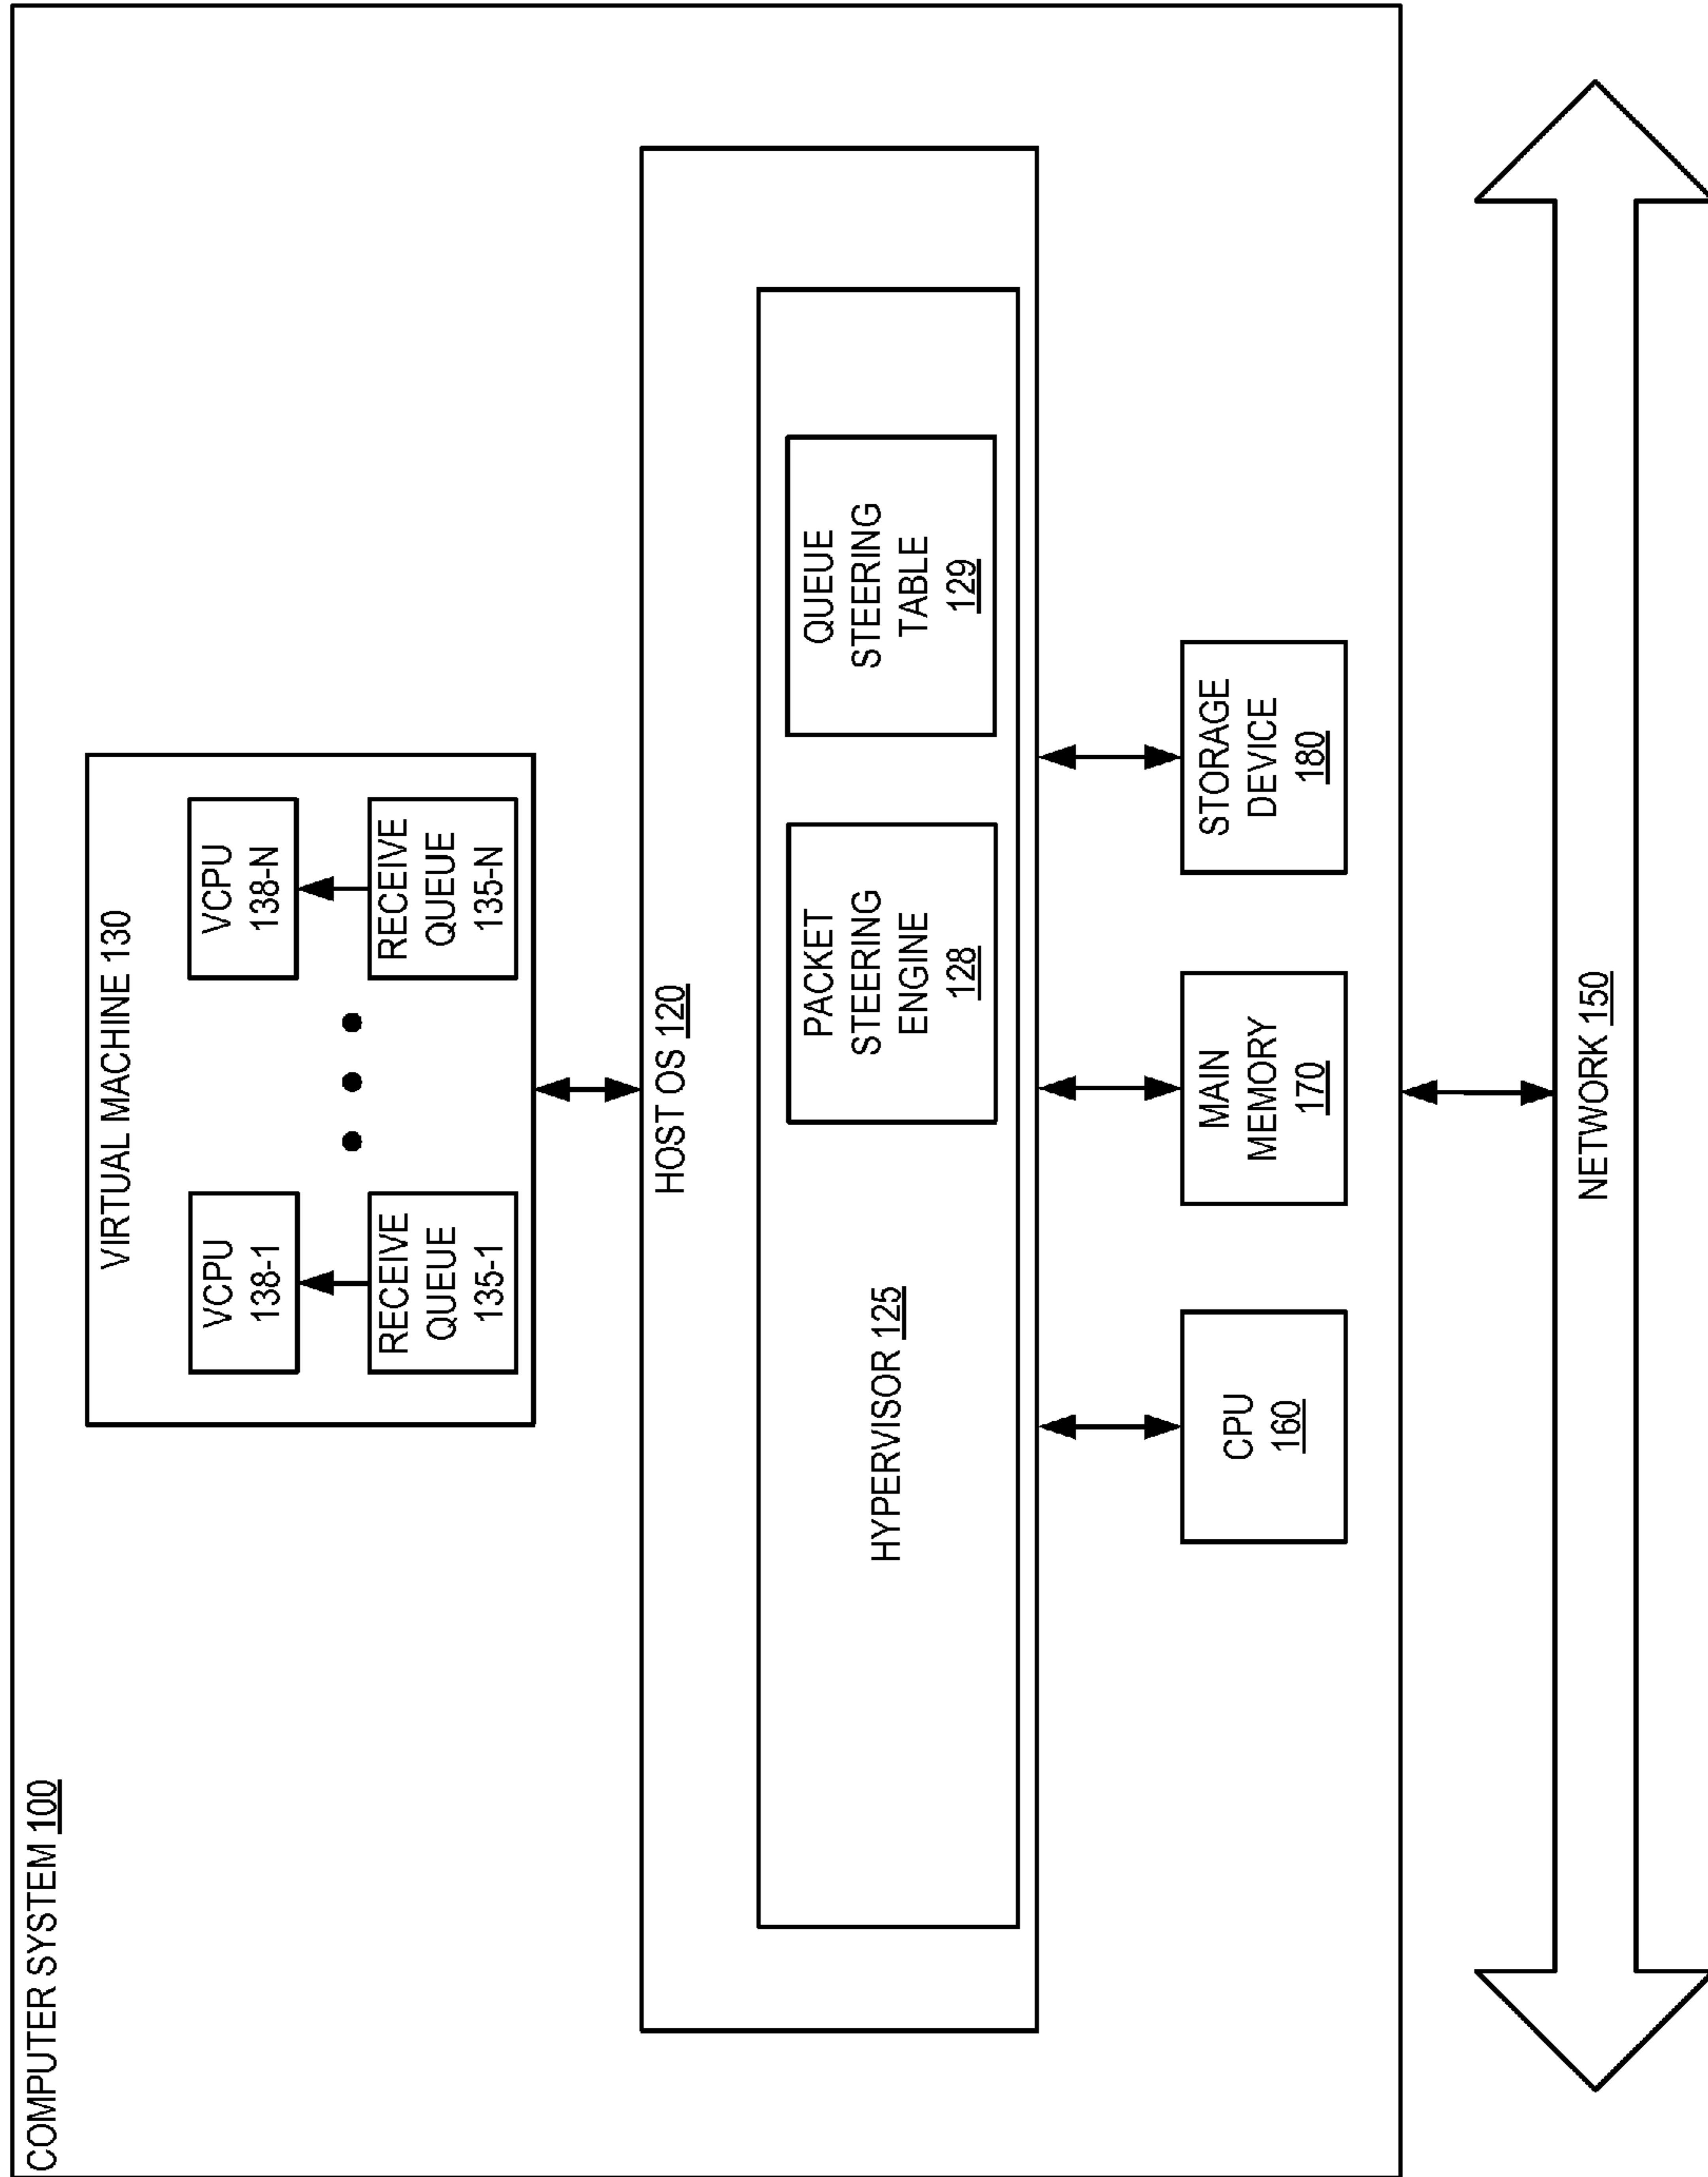 COMPUTER SYSTEM 100
VIRTUAL MACHINE 130
VCPU
138-1
RECEIVE
QUEUE
135-1
VCPU
138-N
RECEIVE
QUEUE
135-N
HOST OS 120
HYPERVISOR 125
PACKET
STEERING
ENGINE
128
QUEUE
STEERING
TABLE
129
CPU
160
MAIN
MEMORY
170
STORAGE
DEVICE
180
NETWORK 150